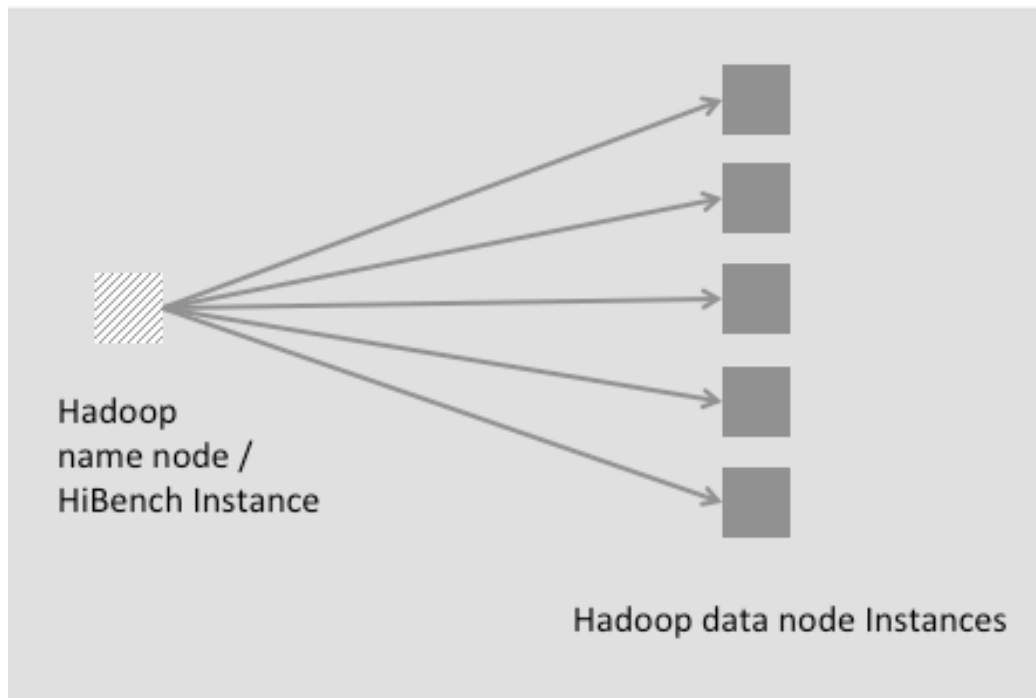 Hadoop
name node /
HiBench Instance
Hadoop data node Instances